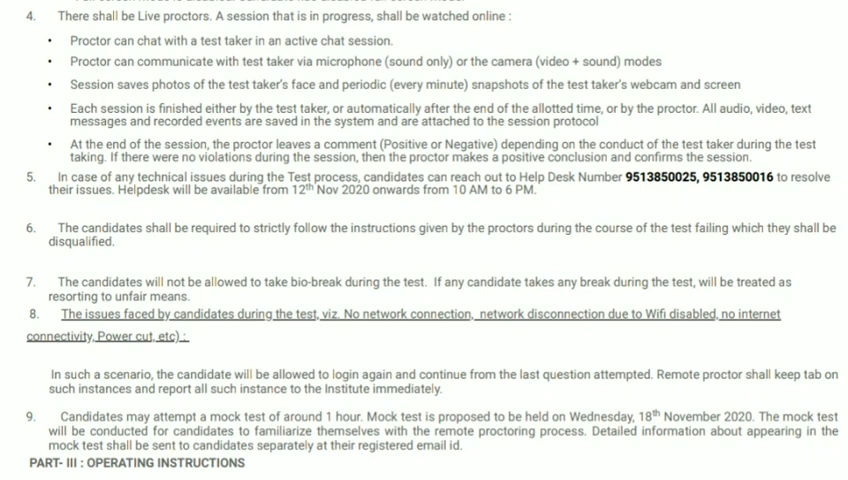 4. There shall be Live proctors. A session that is in progress, shall be watched online :
• Proctor can chat with a test taker in an active chat session.
• Proctor can communicate with test taker via microphone (sound only) or the camera (video + sound) modes
• Session saves photos of the test taker's face and periodic (every minute) snapshots of the test taker's webcam and screen
• Each session is finished either by the test taker, or automatically after the end of the allotted time, or by the proctor. All audio, video, text
messages and recorded events are saved in the system and are attached to the session protocol
• At the end of the session, the proctor leaves a comment (Positive or Negative) depending on the conduct of the test taker during the test
taking. If there were no violations during the session, then the proctor makes a positive conclusion and confirms the session.
5. In case of any technical issues during the Test process, candidates can reach out to Help Desk Number 9513850025, 9513850016 to resolve
their issues. Helpdesk will be available from 12th Nov 2020 onwards from 10 AM to 6 PM.
6. The candidates shall be required to strictly follow the instructions given by the proctors during the course of the test failing which they shall be
disqualified.
7. The candidates will not be allowed to take bio-break during the test. If any candidate takes any break during the test, will be treated as
resorting to unfair means.
8. The issues faced by candidates during the test, viz. No network connection, network disconnection due to Wifi disabled, no internet
connectivity, Power cut, etc) :
In such a scenario, the candidate will be allowed to login again and continue from the last question attempted. Remote proctor shall keep tab on
such instances and report all such instance to the Institute immediately.
9. Candidates may attempt a mock test of around 1 hour. Mock test is proposed to be held on Wednesday, 18th November 2020. The mock test
will be conducted for candidates to familiarize themselves with the remote proctoring process. Detailed information about appearing in the
mock test shall be sent to candidates separately at their registered email id.
PART- III : OPERATING INSTRUCTIONS